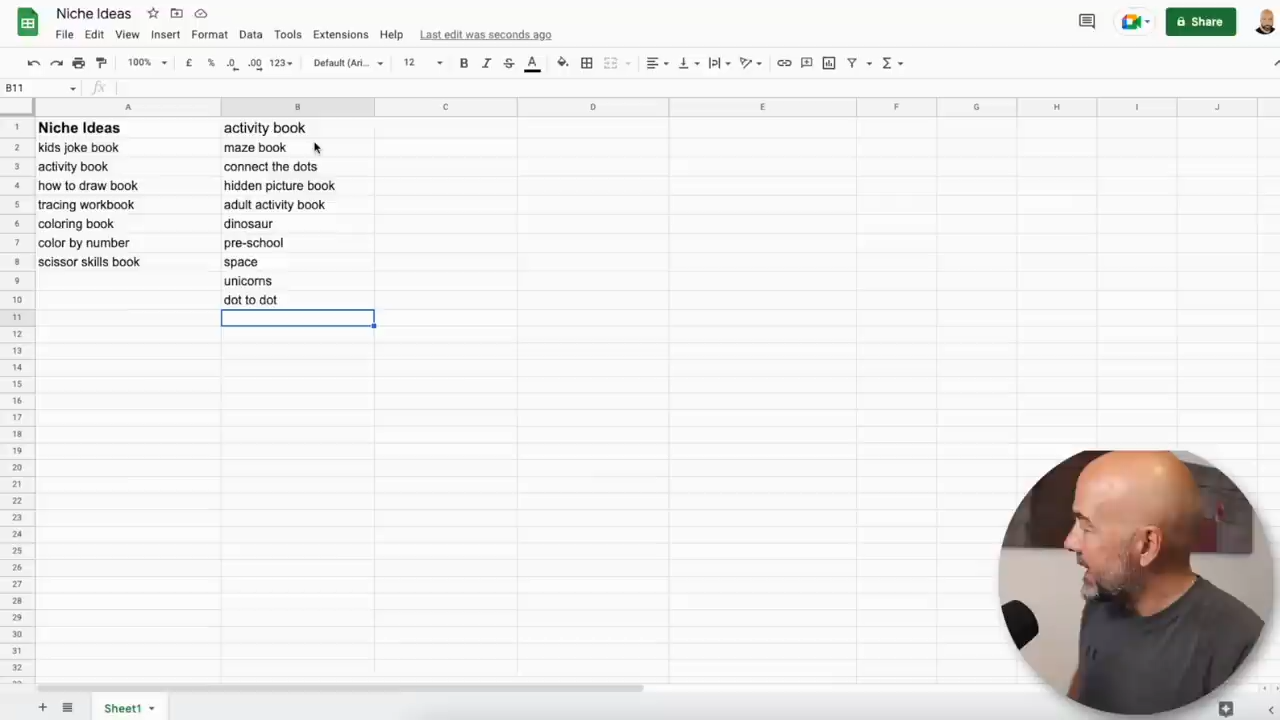 Niche Ideas
File Edit View Insert Format Data Tools Extensions Help Last edit was seconds ago
Share
100% £ % .0 .00 123 Default (Ari... 12 B I S A Σ
B11 fx
A B C D E F G H I J
1 Niche Ideas activity book
2 kids joke book maze book
3 activity book connect the dots
4 how to draw book hidden picture book
5 tracing workbook adult activity book
6 coloring book dinosaur
7 color by number pre-school
8 scissor skills book space
9 unicorns
10 dot to dot
11
12
13
14
15
16
17
18
19
20
21
22
23
24
25
26
27
28
29
30
31
32
Sheet1